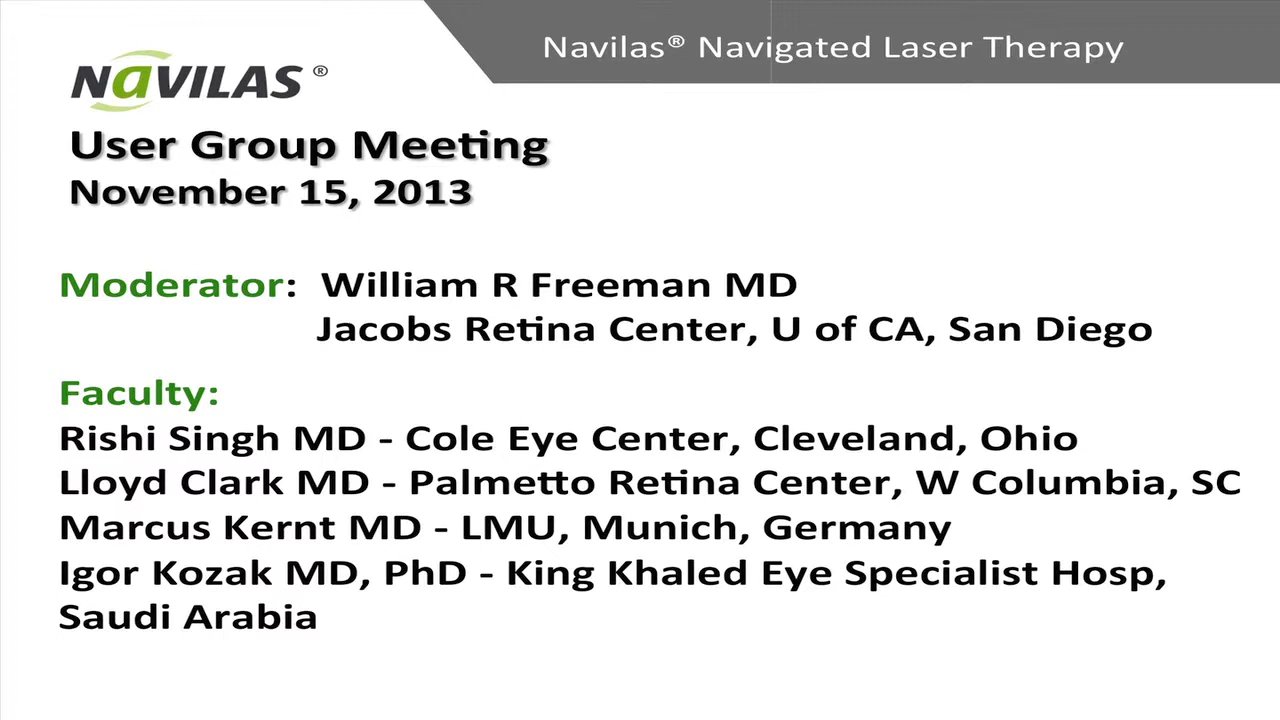 Navilas® Navigated Laser Therapy
NAVILAS ®
User Group Meeting
November 15, 2013
Moderator: William R Freeman MD
Jacobs Retina Center, U of CA, San Diego
Faculty:
Rishi Singh MD - Cole Eye Center, Cleveland, Ohio
Lloyd Clark MD - Palmetto Retina Center, W Columbia, SC
Marcus Kernt MD - LMU, Munich, Germany
Igor Kozak MD, PhD - King Khaled Eye Specialist Hosp,
Saudi Arabia